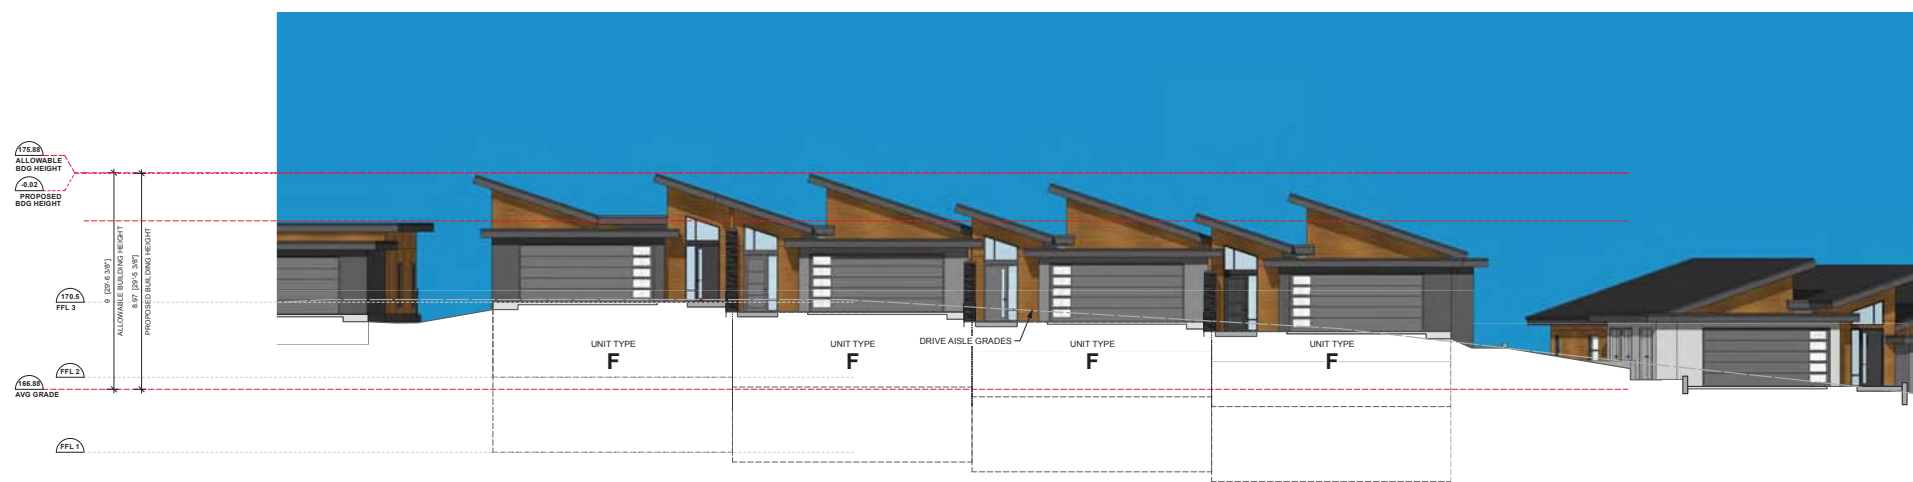 175.88
ALLOWABLE
BDG HEIGHT
-0.02
PROPOSED
BDG HEIGHT
9 [29'-6 3/8"]
ALLOWABLE BUILDING HEIGHT
8.97 [29'-5 3/8"]
PROPOSED BUILDING HEIGHT
170.5
FFL 3
FFL 2
166.88
AVG GRADE
FFL 1
UNIT TYPE
F
UNIT TYPE
F
DRIVE AISLE GRADES
UNIT TYPE
F
UNIT TYPE
F